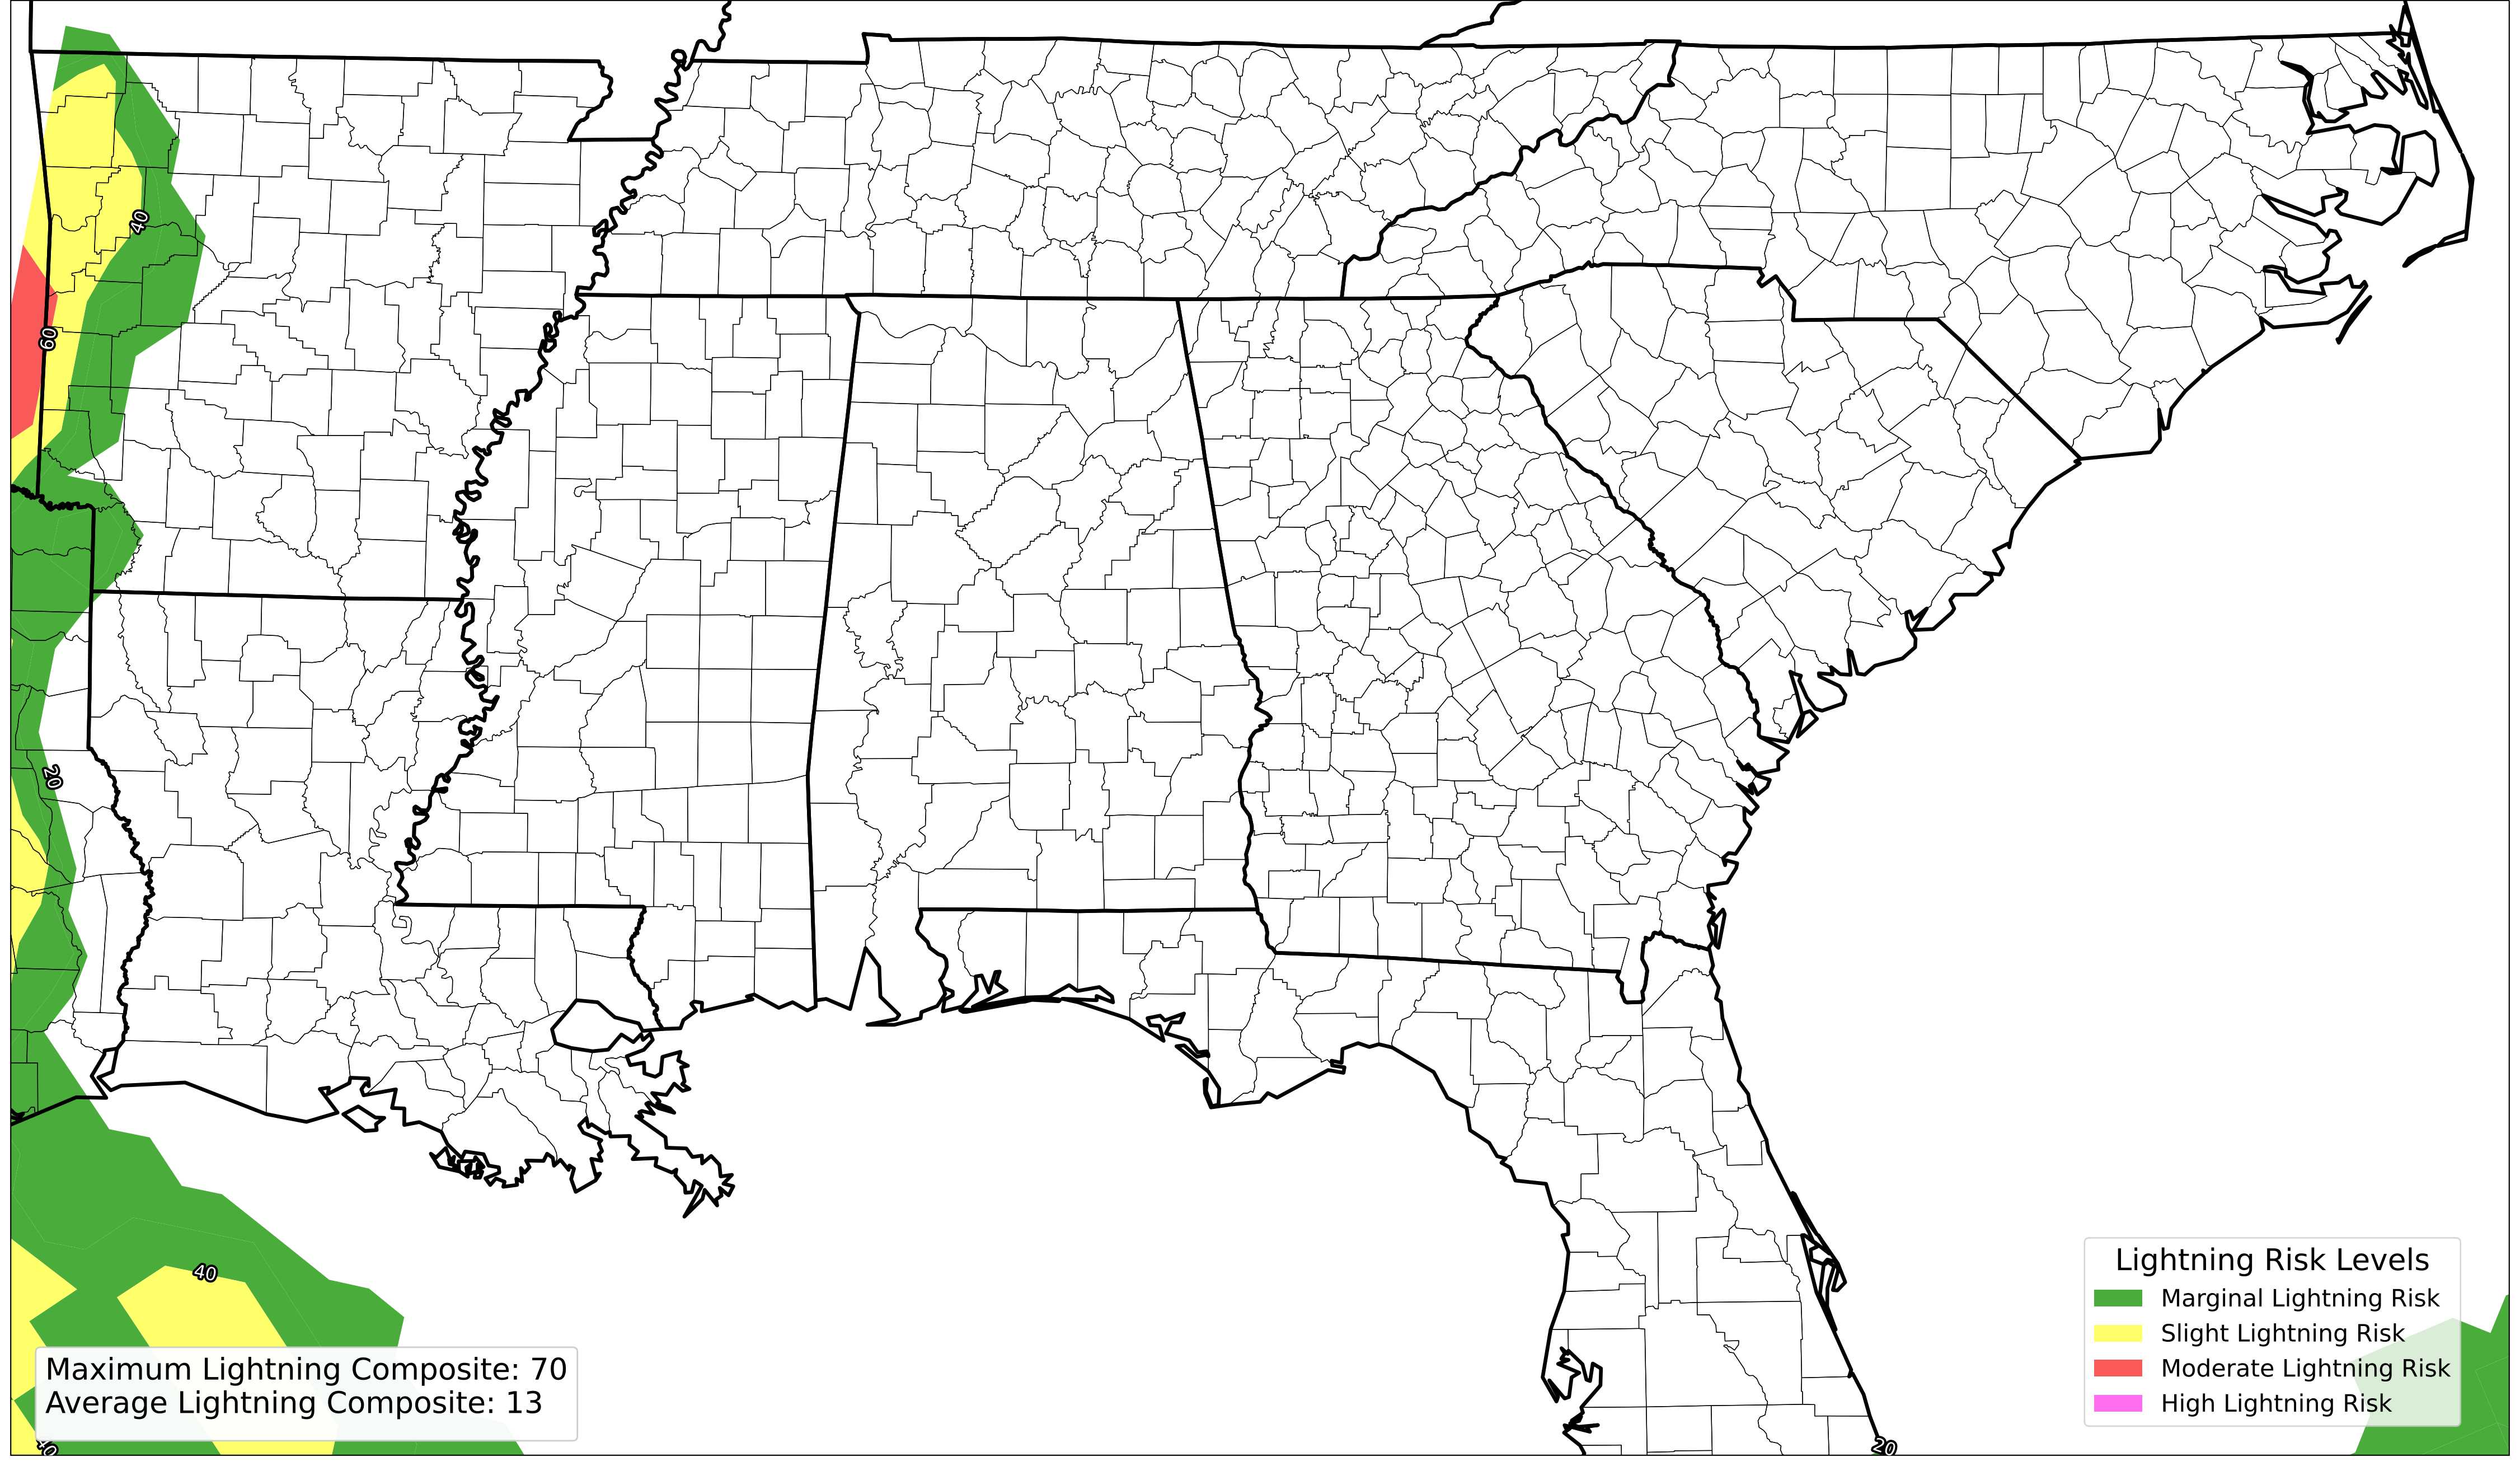 40
60
20
40
40
20
Maximum Lightning Composite: 70
Average Lightning Composite: 13
Lightning Risk Levels
Marginal Lightning Risk
Slight Lightning Risk
Moderate Lightning Risk
High Lightning Risk